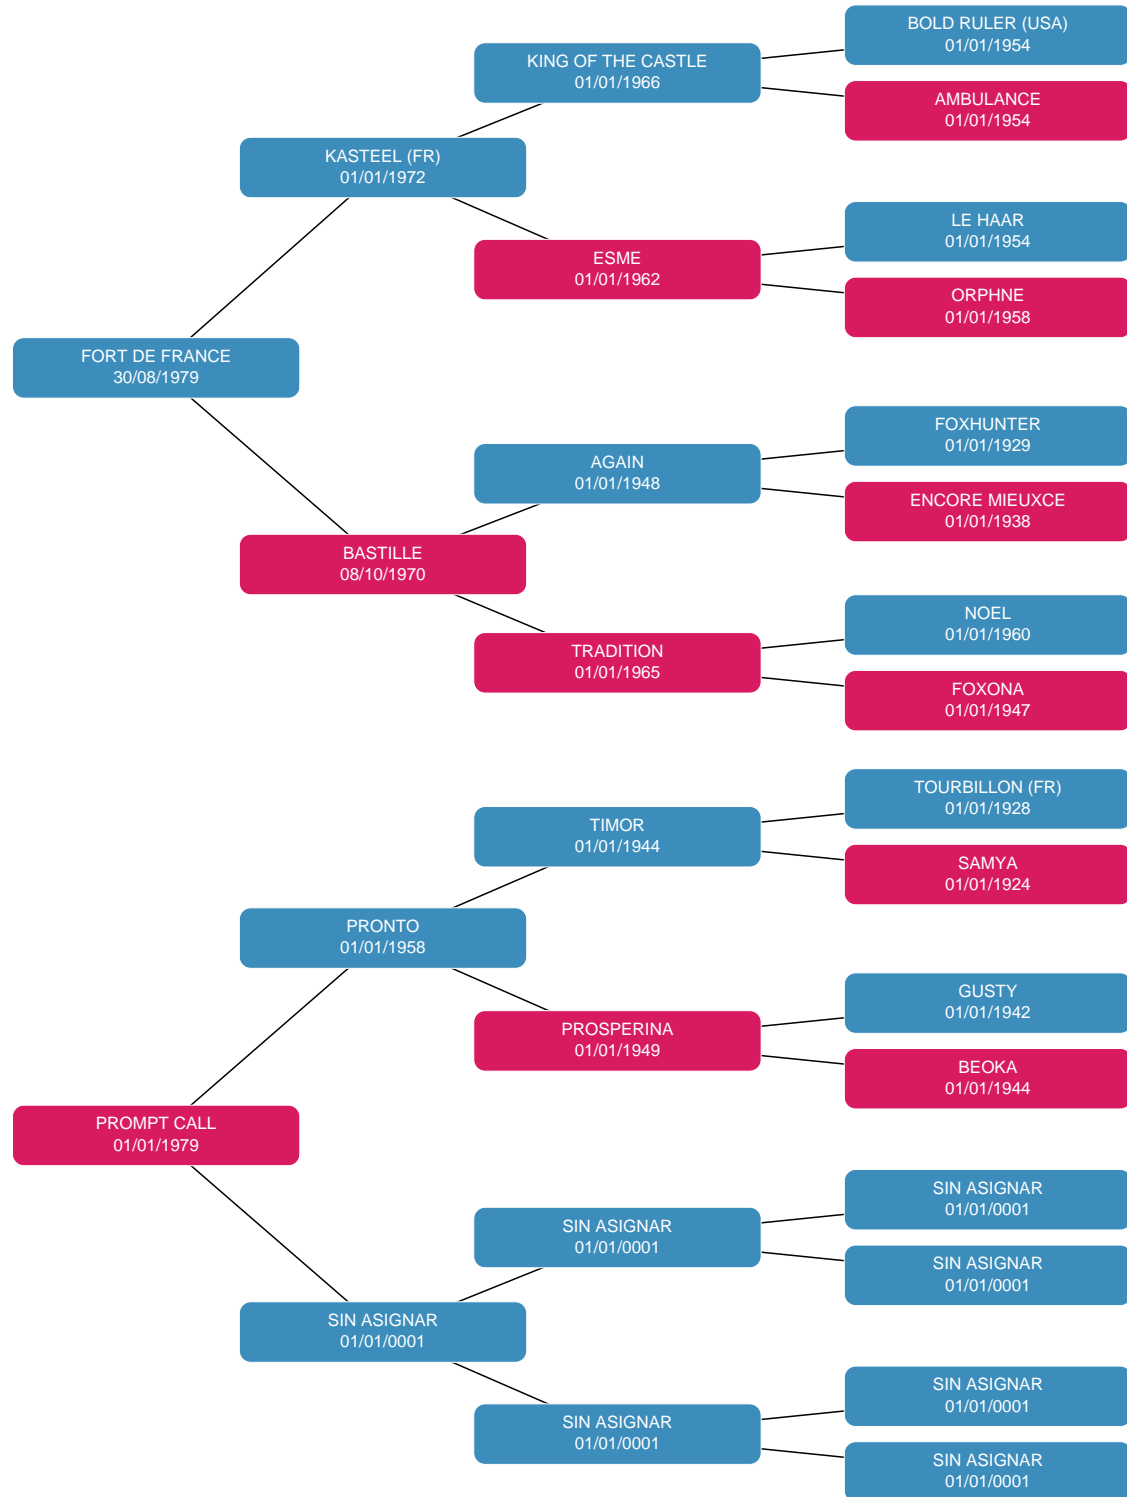 BOLD RULER (USA)
01/01/1954
KING OF THE CASTLE
01/01/1966
AMBULANCE
01/01/1954
KASTEEL (FR)
01/01/1972
LE HAAR
01/01/1954
ESME
01/01/1962
ORPHNE
01/01/1958
FORT DE FRANCE
30/08/1979
FOXHUNTER
01/01/1929
AGAIN
01/01/1948
ENCORE MIEUXCE
01/01/1938
BASTILLE
08/10/1970
NOEL
01/01/1960
TRADITION
01/01/1965
FOXONA
01/01/1947
TOURBILLON (FR)
01/01/1928
TIMOR
01/01/1944
SAMYA
01/01/1924
PRONTO
01/01/1958
GUSTY
01/01/1942
PROSPERINA
01/01/1949
BEOKA
01/01/1944
PROMPT CALL
01/01/1979
SIN ASIGNAR
01/01/0001
SIN ASIGNAR
01/01/0001
SIN ASIGNAR
01/01/0001
SIN ASIGNAR
01/01/0001
SIN ASIGNAR
01/01/0001
SIN ASIGNAR
01/01/0001
SIN ASIGNAR
01/01/0001